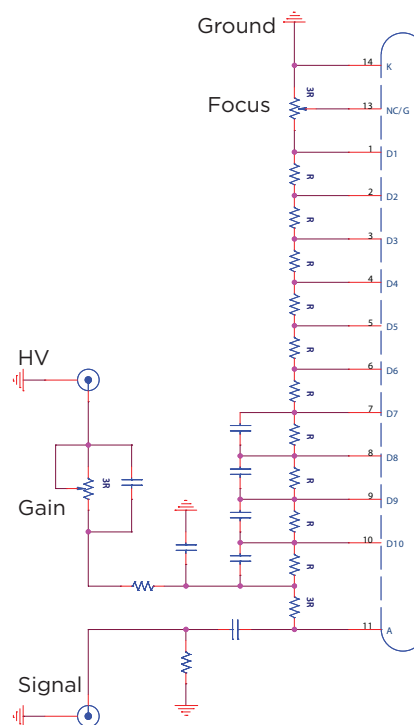 Ground
14 K
3R
Focus
13 NC/G
1 D1
R
2 D2
R
3 D3
R
4 D4
R
5 D5
R
HV
6 D6
R
7 D7
R
8 D8
3R
R
Gain
9 D9
R
10 D10
R
3R
11 A
Signal